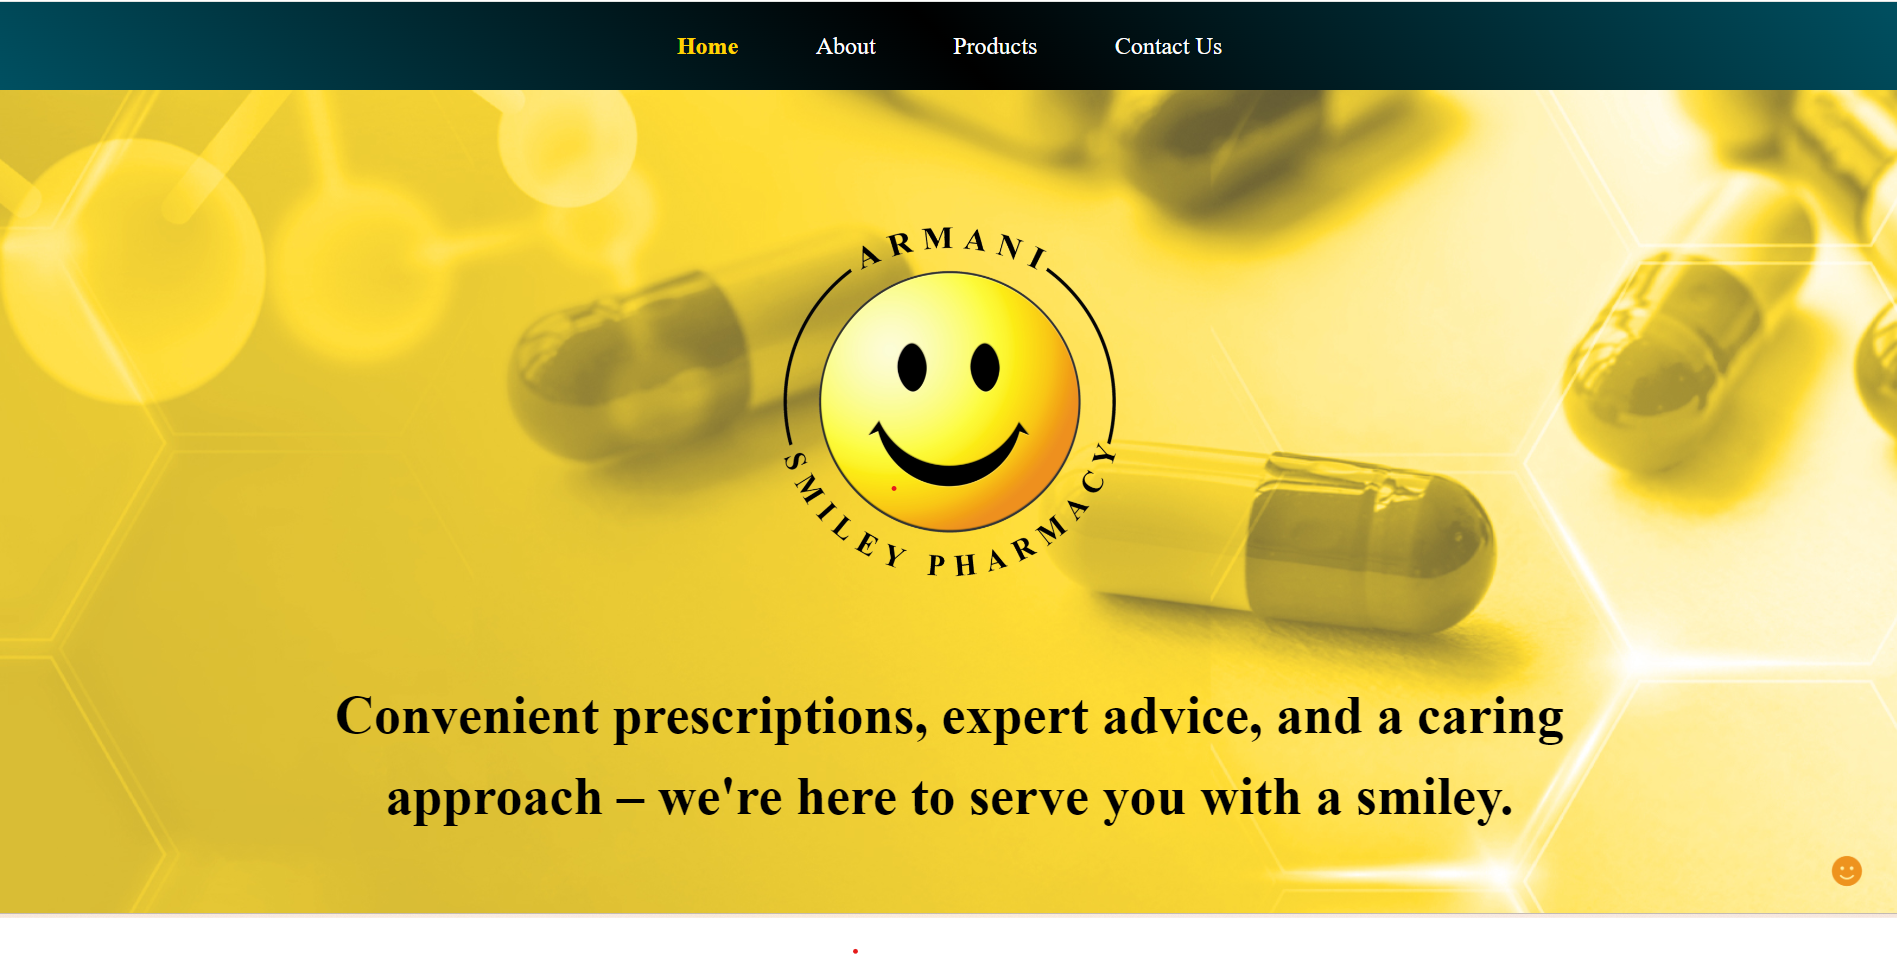 Home About Products Contact Us
ARMANI
SMILEY PHARMACY
Convenient prescriptions, expert advice, and a caring
approach – we're here to serve you with a smiley.